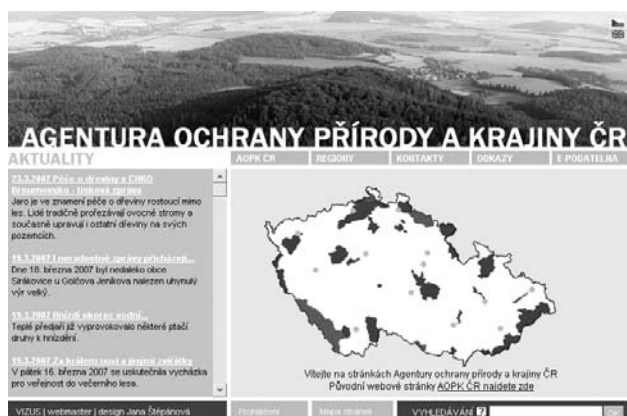 AGENTURA OCHRANY PŘÍRODY A KRAJINY ČR
AKTUALITY
AOPK ČR
REGIONY
KONTAKTY
ODKAZY
E-PODATELNA
23.3.2007 Péče o dřeviny v CHKO
Broumovsko - tisková zpráva
Jaro je ve znamení péče o dřeviny rostoucí mimo
les. Lidé tradičně prořezávají ovocné stromy a
současně upravují i ostatní dřeviny na svých
pozemcích.
19.3.2007 I neradostné zprávy přicházejí...
Dne 18. března 2007 byl nedaleko obce
Sirákovice u Golčova Jeníkova nalezen uhynulý
výr velký.
19.3.2007 Hnízdí skorec vodní...
Teplé předjaří již vyprovokovalo některé ptačí
druhy k hnízdění.
19.3.2007 Za králem noci a jinými zvířátky
V pátek 16. března 2007 se uskutečnila vycházka
pro veřejnost do večerního lesa.
Vítejte na stránkách Agentury ochrany přírody a krajiny ČR
Původní webové stránky AOPK ČR najdete zde
VIZUS | webmaster | design Jana Štěpánová
Prohlášení
Mapa stránek
VYHLEDÁVÁNÍ ?
OK